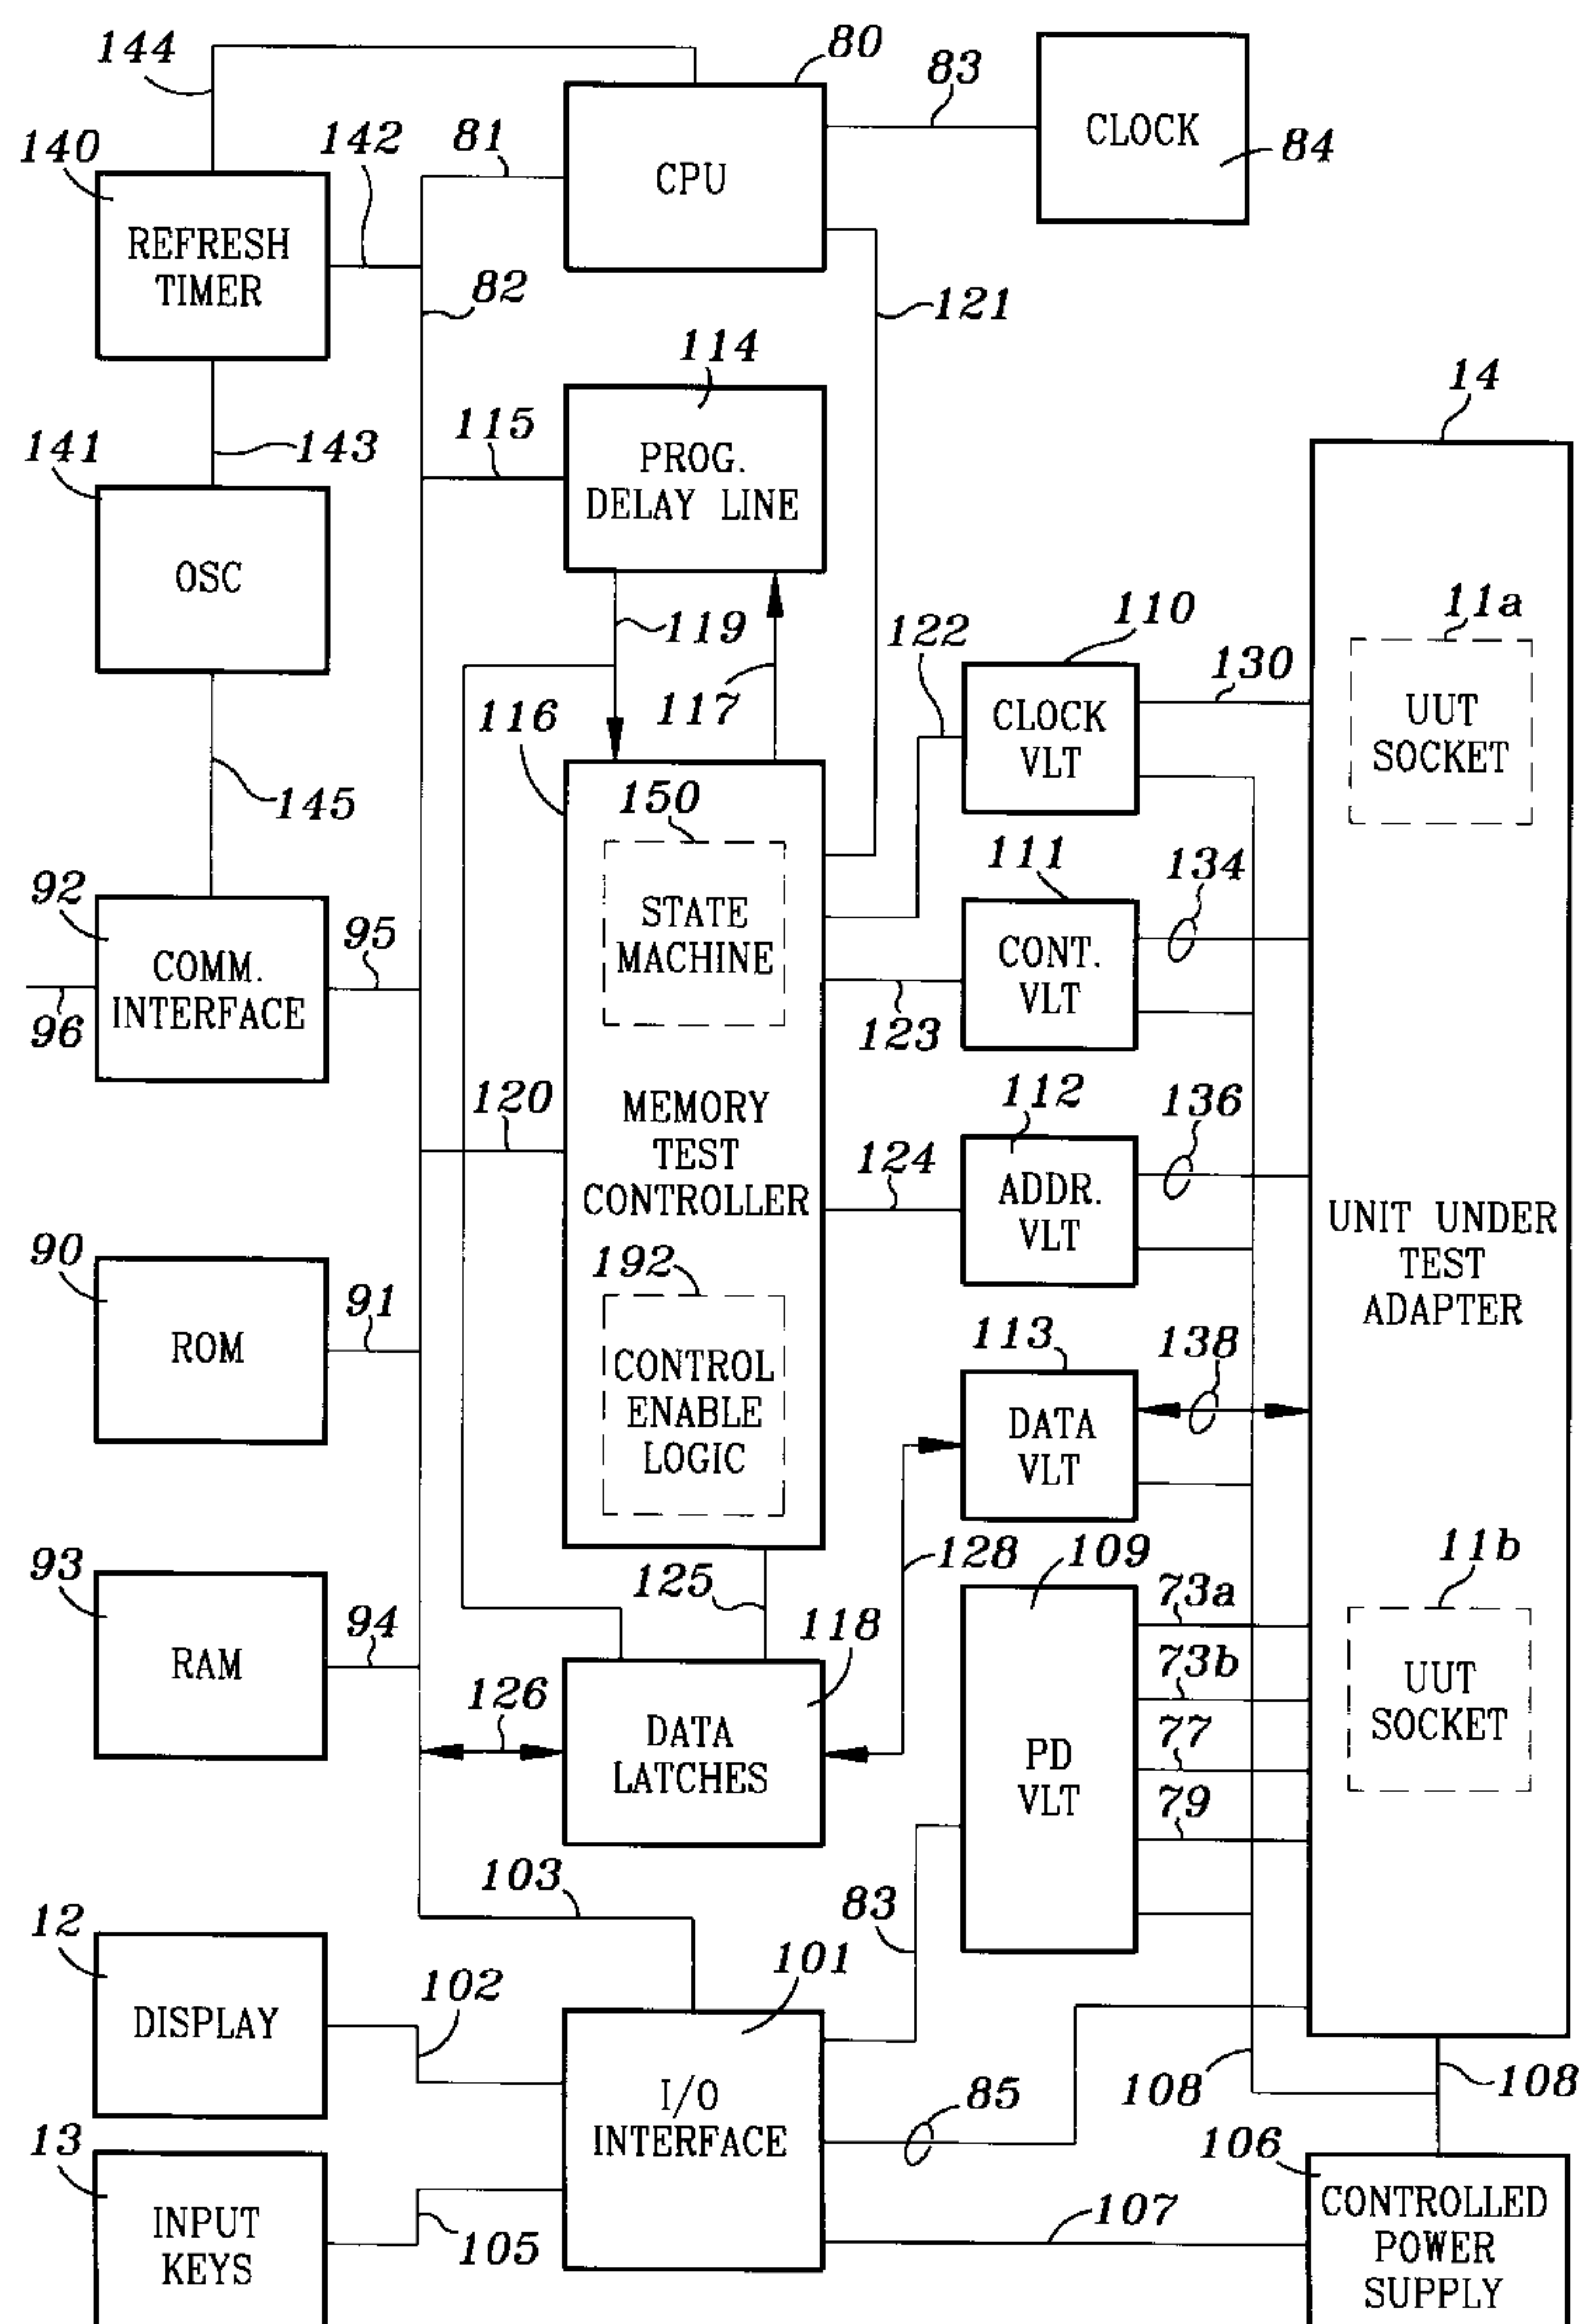 144
80
83
CLOCK
84
140
142
81
CPU
REFRESH
TIMER
82
121
114
14
141
143
115
PROG.
DELAY LINE
OSC
119
117
122
110
11a
130
116
CLOCK
VLT
UUT
SOCKET
145
150
111
134
92
95
STATE
MACHINE
CONT.
VLT
COMM.
INTERFACE
96
123
120
MEMORY
TEST
CONTROLLER
112
136
124
ADDR.
VLT
UNIT UNDER
TEST
ADAPTER
90
91
192
113
138
ROM
CONTROL
ENABLE
LOGIC
DATA
VLT
93
94
125
128
109
11b
118
73a
RAM
73b
UUT
SOCKET
126
DATA
LATCHES
77
PD
VLT
79
103
83
12
102
101
DISPLAY
108
108
I/O
INTERFACE
85
13
106
INPUT
KEYS
105
107
CONTROLLED
POWER
SUPPLY